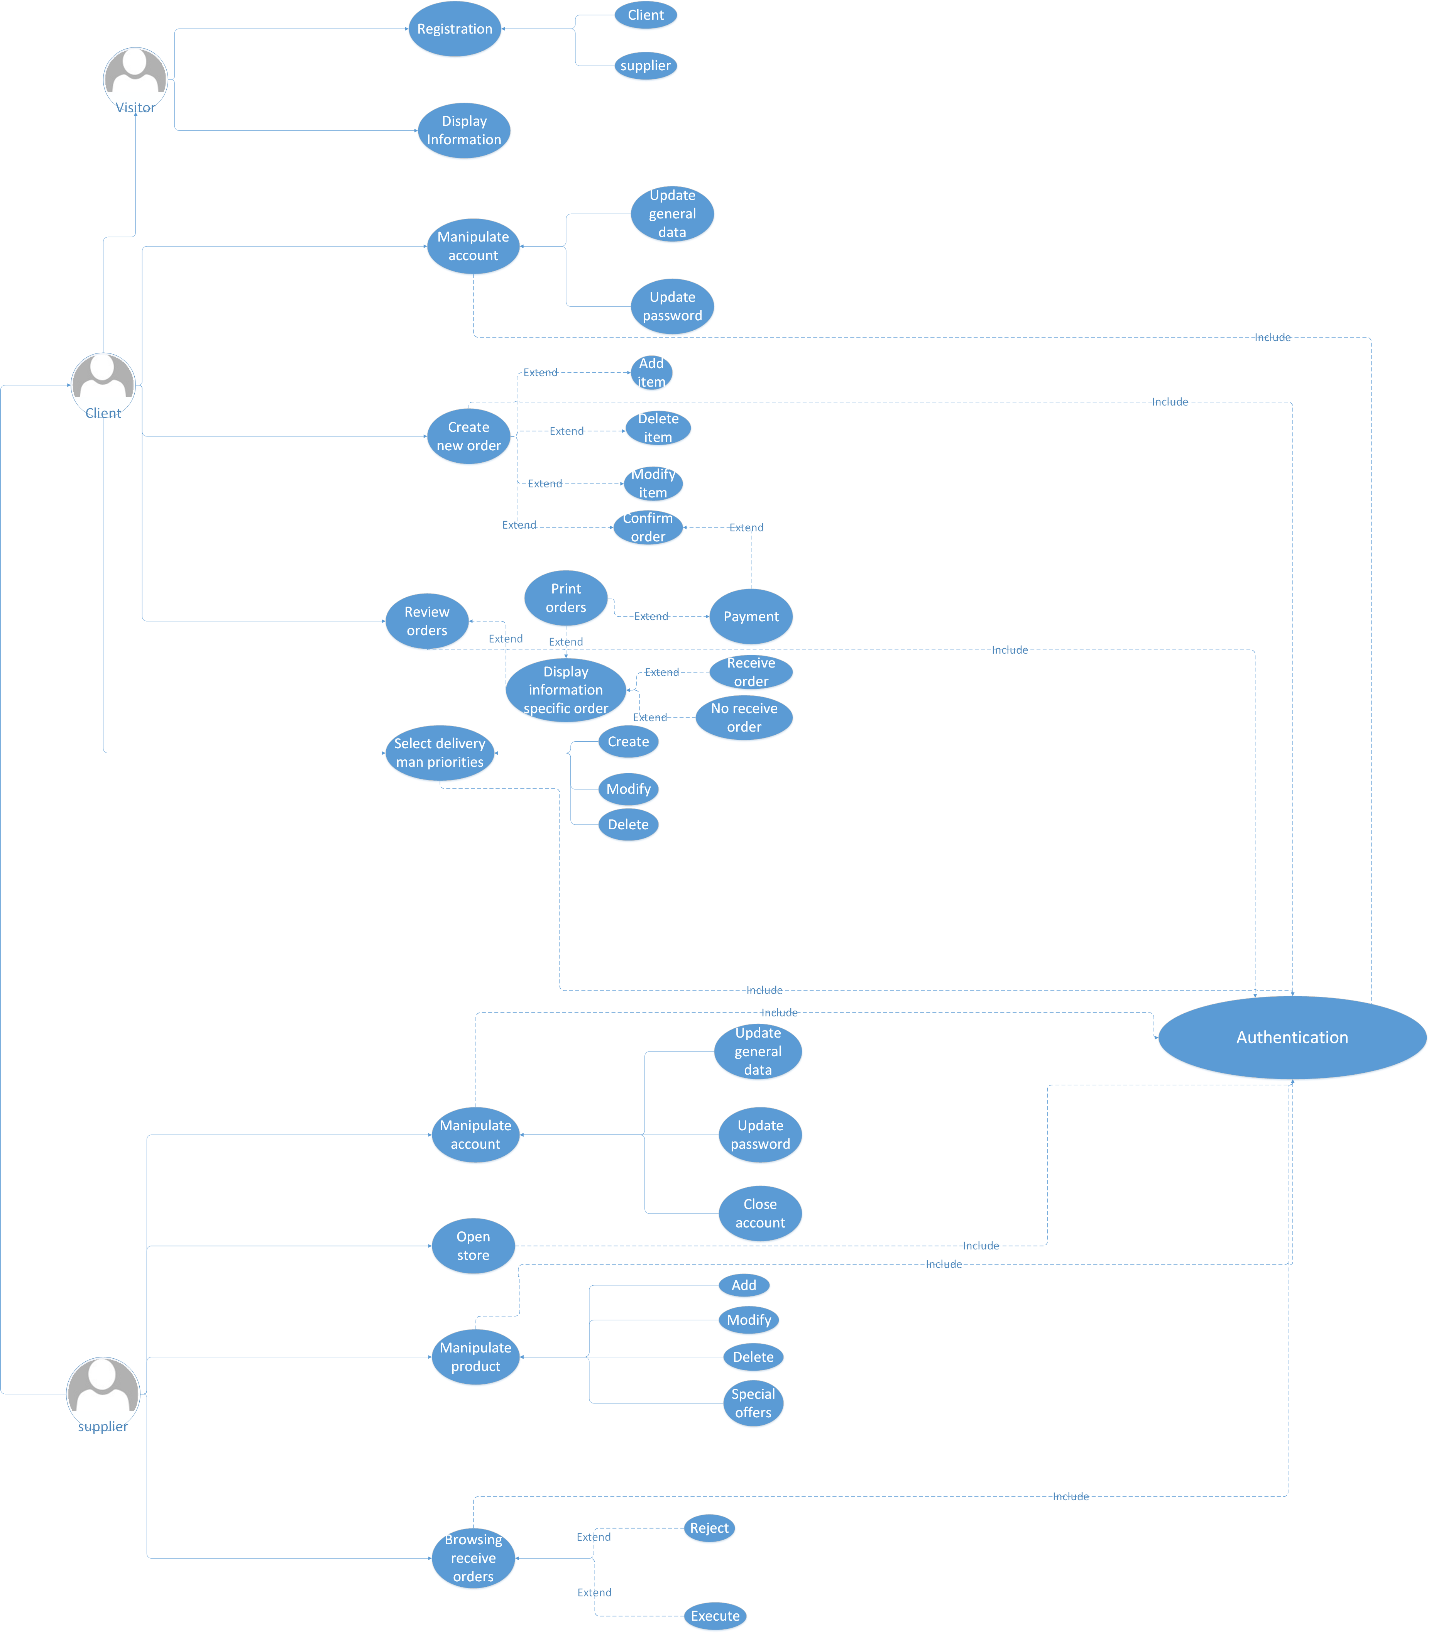 Registration
Client
supplier
Visitor
Display
Information
Update
general
data
Manipulate
account
Update
password
Include
Client
Extend
Add
item
Include
Create
new order
Extend
Delete
item
Extend
Modify
item
Extend
Confirm
order
Extend
Print
orders
Review
orders
Extend
Payment
Extend
Extend
Include
Display
information
specific order
Extend
Receive
order
Extend
No receive
order
Select delivery
man priorities
Create
Modify
Delete
Include
Include
Authentication
Update
general
data
Manipulate
account
Update
password
Close
account
Open
store
Include
Include
Add
Modify
Manipulate
product
Delete
Special
offers
supplier
Include
Browsing
receive
orders
Extend
Reject
Extend
Execute